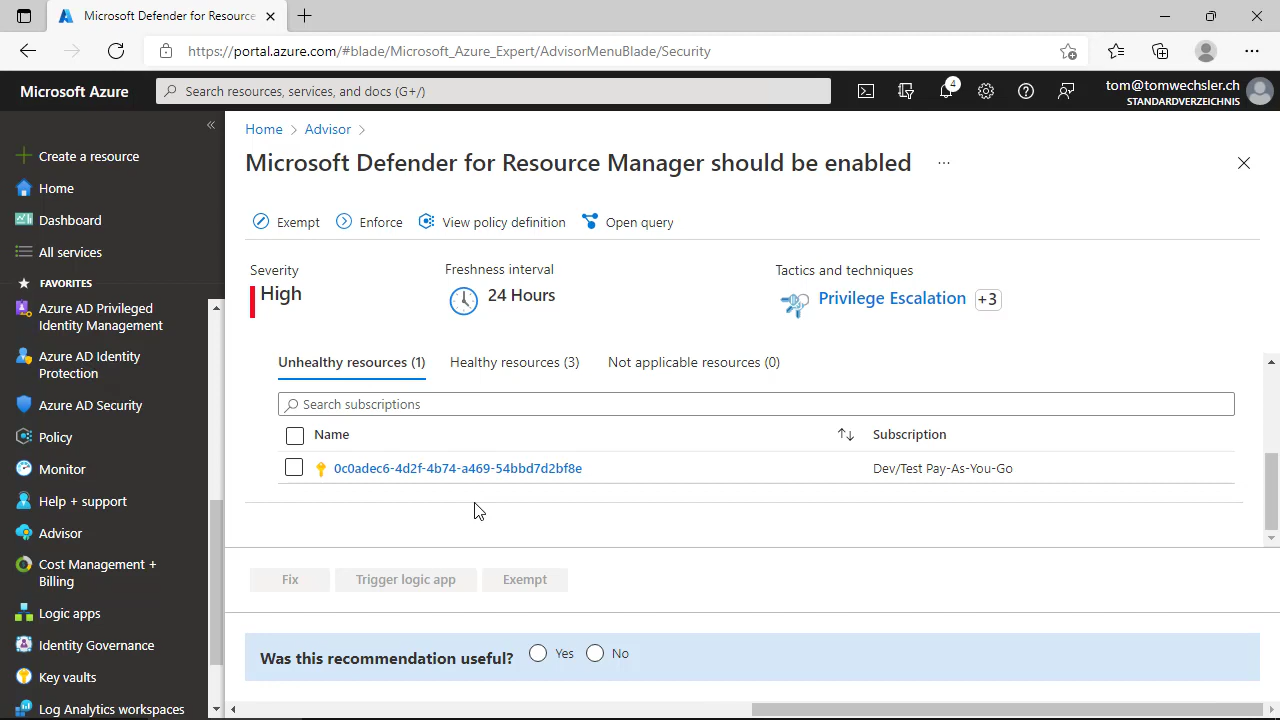 Microsoft Defender for Resource
https://portal.azure.com/#blade/Microsoft_Azure_Expert/AdvisorMenuBlade/Security
Microsoft Azure
Search resources, services, and docs (G+/)
4
tom@tomwechsler.ch
STANDARDVERZEICHNIS
Create a resource
Home
Dashboard
All services
FAVORITES
Azure AD Privileged
Identity Management
Azure AD Identity
Protection
Azure AD Security
Policy
Monitor
Help + support
Advisor
Cost Management +
Billing
Logic apps
Identity Governance
Key vaults
Log Analytics workspaces
Home > Advisor >
Microsoft Defender for Resource Manager should be enabled
Exempt Enforce View policy definition Open query
Severity
High
Freshness interval
24 Hours
Tactics and techniques
Privilege Escalation +3
Unhealthy resources (1) Healthy resources (3) Not applicable resources (0)
Search subscriptions
Name Subscription
0c0adec6-4d2f-4b74-a469-54bbd7d2bf8e Dev/Test Pay-As-You-Go
Fix Trigger logic app Exempt
Was this recommendation useful? Yes No